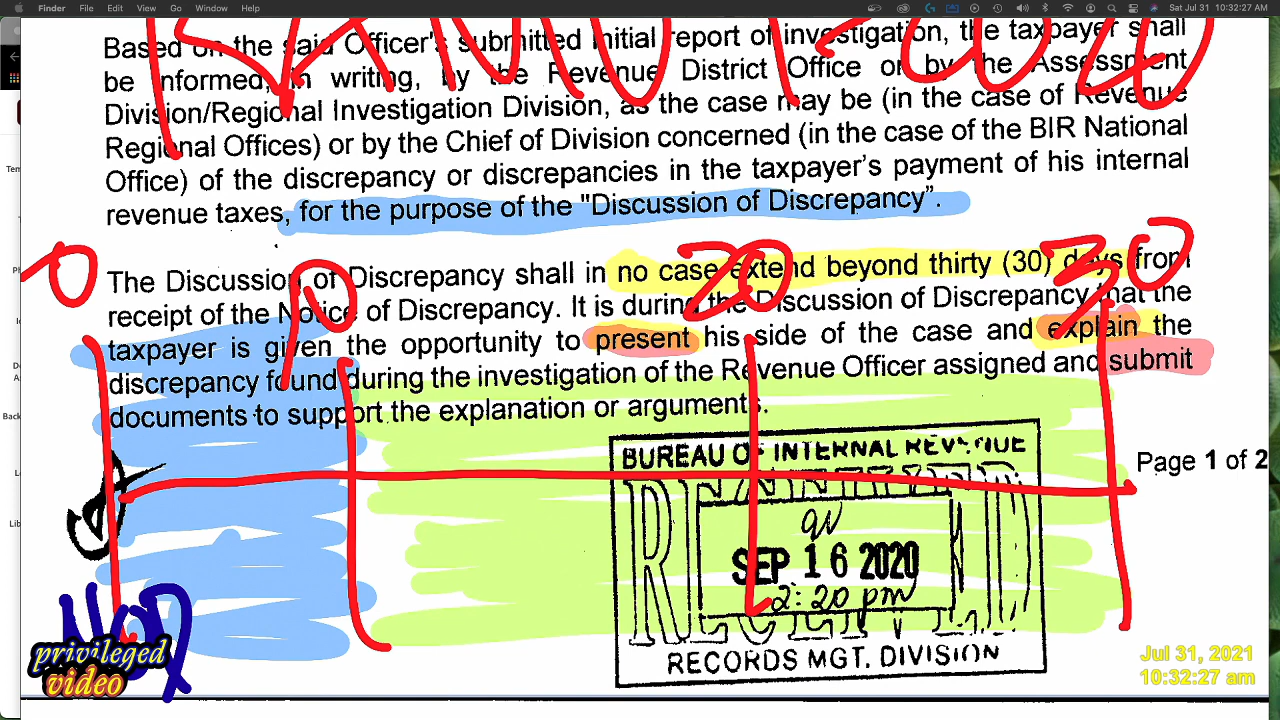 Finder File Edit View Go Window Help Sat Jul 31 10:32:27 AM
Based on the said Officer's submitted initial report of investigation, the taxpayer shall
be informed, in writing, by the Revenue District Office or by the Assessment
Division/Regional Investigation Division, as the case may be (in the case of Revenue
Regional Offices) or by the Chief of Division concerned (in the case of the BIR National
Office) of the discrepancy or discrepancies in the taxpayer's payment of his internal
revenue taxes, for the purpose of the "Discussion of Discrepancy".
0 10 20 30
The Discussion of Discrepancy shall in no case extend beyond thirty (30) days from
receipt of the Notice of Discrepancy. It is during the Discussion of Discrepancy that the
taxpayer is given the opportunity to present his side of the case and explain the
discrepancy found during the investigation of the Revenue Officer assigned and submit
documents to support the explanation or arguments.
BUREAU OF INTERNAL REVENUE
Page 1 of 2
RECEIVED
SEP 16 2020
2:20 pm
RECORDS MGT. DIVISION
privileged
video
Jul 31, 2021
10:32:27 am